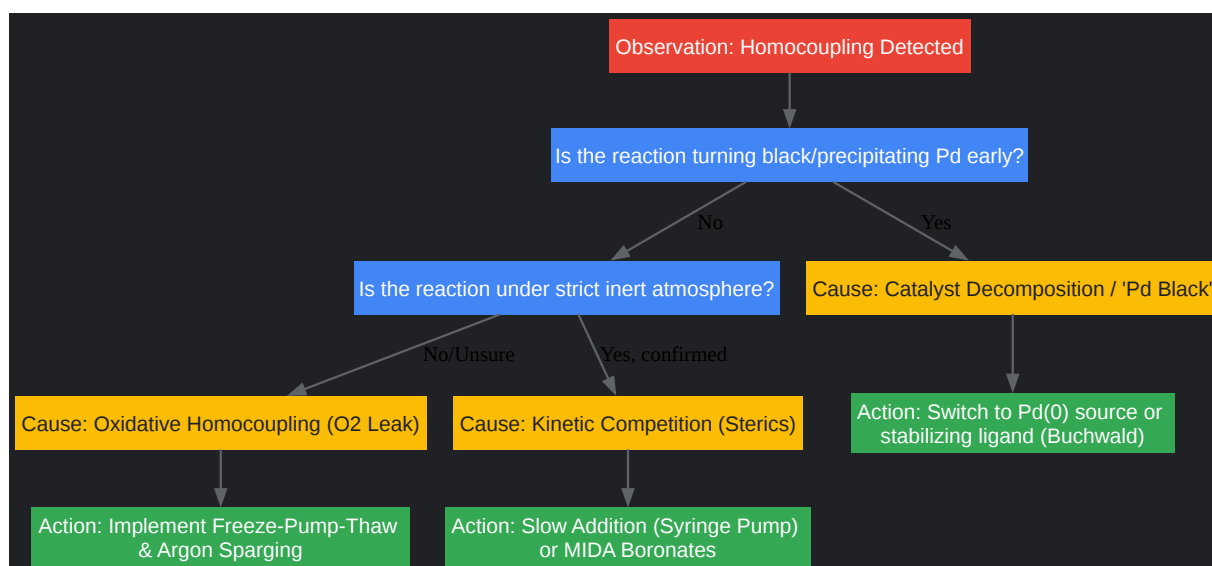 Observation: Homocoupling Detected
Is the reaction turning black/precipitating Pd early?
No
Yes
Is the reaction under strict inert atmosphere?
Cause: Catalyst Decomposition / 'Pd Black'
No/Unsure
Yes, confirmed
Cause: Oxidative Homocoupling (O2 Leak)
Cause: Kinetic Competition (Sterics)
Action: Switch to Pd(0) source or
stabilizing ligand (Buchwald)
Action: Implement Freeze-Pump-Thaw
& Argon Sparging
Action: Slow Addition (Syringe Pump)
or MIDA Boronates